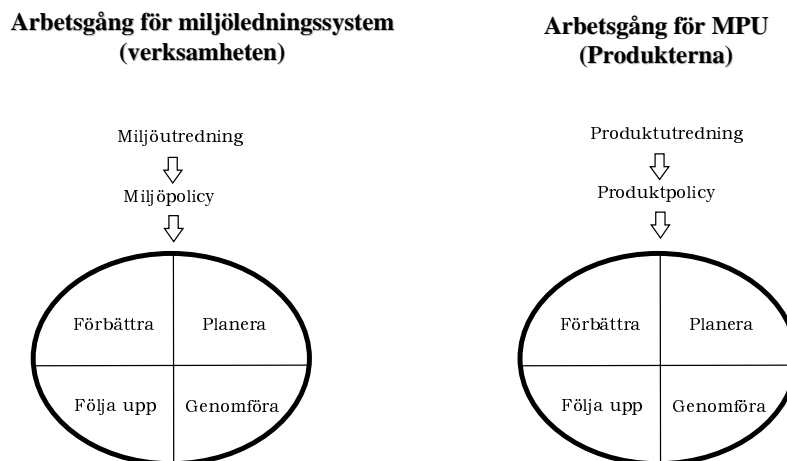 Arbetsgång för miljöledningssystem
(verksamheten)
Miljöutredning
Miljöpolicy
Förbättra
Planera
Följa upp
Genomföra
Arbetsgång för MPU
(Produkterna)
Produktutredning
Produktpolicy
Förbättra
Planera
Följa upp
Genomföra